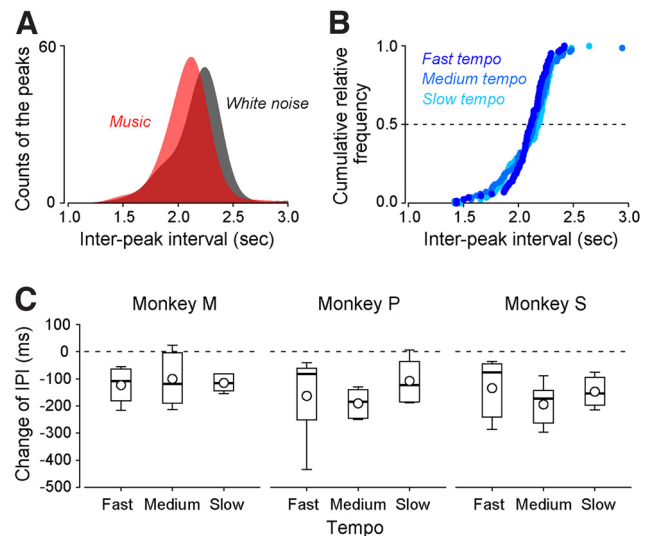 A
60
Counts of the peaks
Music
White noise
0
1.0 1.5 2.0 2.5 3.0
Inter-peak interval (sec)
B
1.0
Cumulative relative
frequency
Fast tempo
Medium tempo
Slow tempo
0.5
0.0
1.0 1.5 2.0 2.5 3.0
Inter-peak interval (sec)
C
Monkey M Monkey P Monkey S
Change of IPI (ms)
100
0
-100
-200
-300
-400
-500
Fast Medium Slow Fast Medium Slow Fast Medium Slow
Tempo